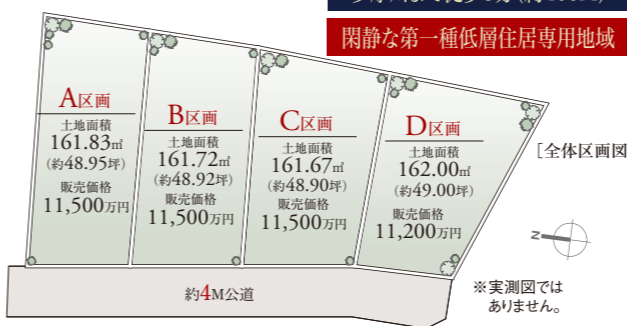 閑静な第一種低層住居専用地域
A区画
土地面積
161.83㎡
(約48.95坪)
販売価格
11,500万円
B区画
土地面積
161.72㎡
(約48.92坪)
販売価格
11,500万円
C区画
土地面積
161.67㎡
(約48.90坪)
販売価格
11,500万円
D区画
土地面積
162.00㎡
(約49.00坪)
販売価格
11,200万円
[全体区画図
N
約4M公道
※実測図では
ありません。